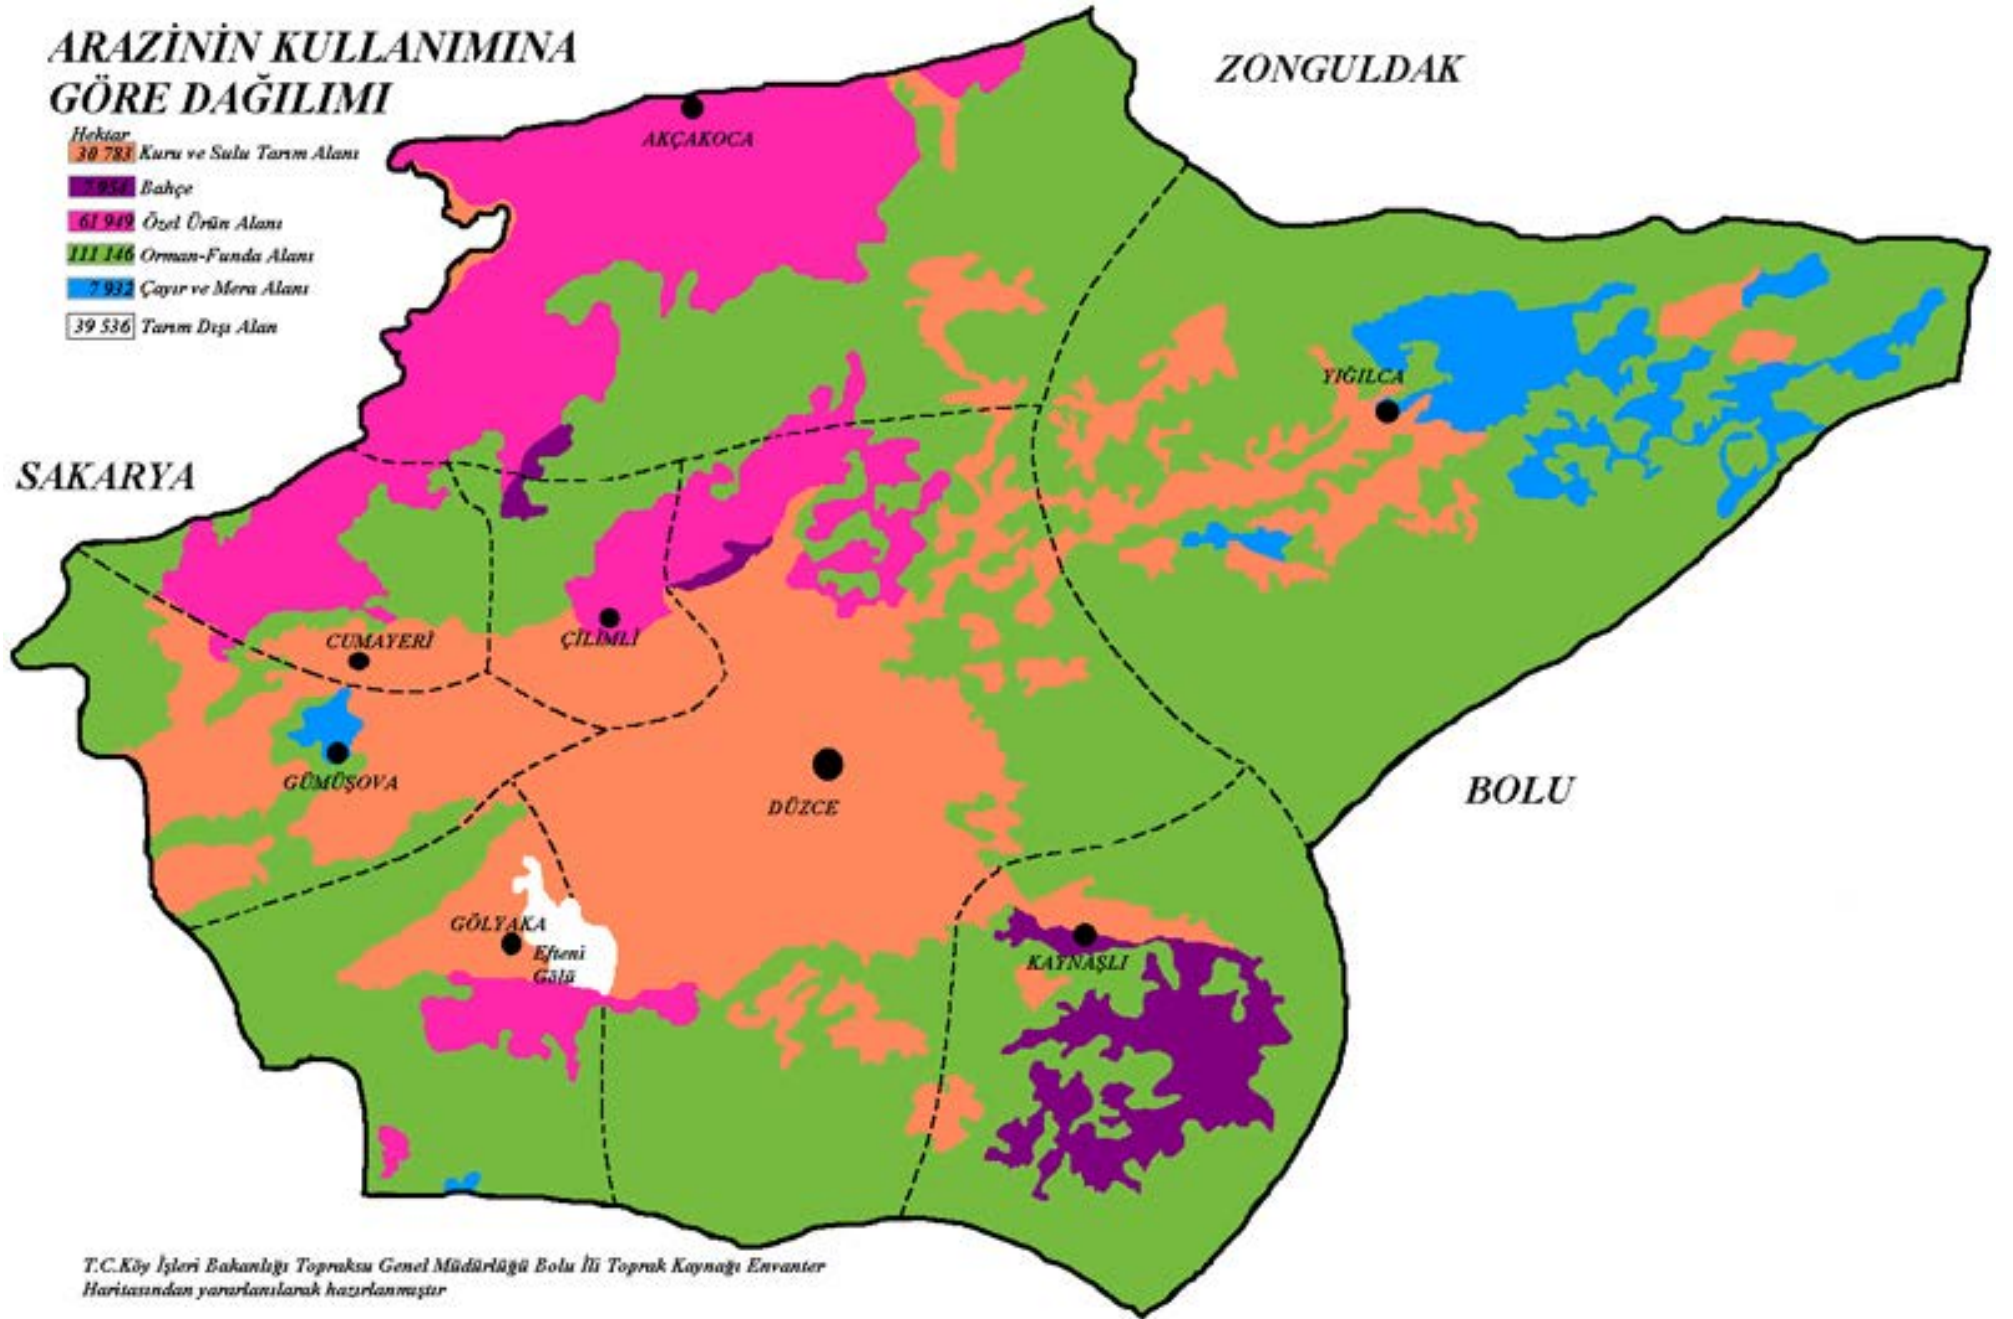 ARAZİNİN KULLANIMINA
GÖRE DAĞILIMI
Hektar
30 783 Kuru ve Sulu Tarım Alanı
Bahçe
61 949 Özel Ürün Alanı
111 146 Orman-Funda Alanı
7 932 Çayır ve Mera Alanı
39 536 Tarım Dışı Alan
ZONGULDAK
AKÇAKOCA
YIĞILCA
SAKARYA
CUMAYERİ
ÇİLİMLİ
GÜMÜŞOVA
DÜZCE
BOLU
GÖLYAKA
Efteni
Gölü
KAYNAŞLI
T.C.Köy İşleri Bakanlığı Topraksu Genel Müdürlüğü Bolu İli Toprak Kaynağı Envanter
Haritasından yararlanılarak hazırlanmıştır